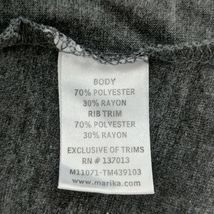 BODY
70% POLYESTER
30% RAYON
RIB TRIM
70% POLYESTER
30% RAYON
EXCLUSIVE OF TRIMS
RN # 137013
M11071-TM439103
www.marika.com